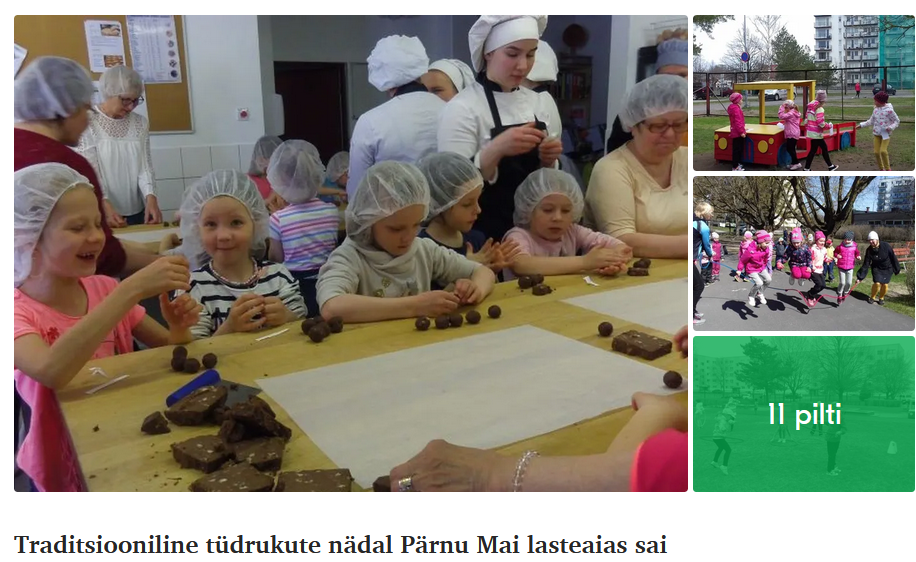 11 pilti
Traditsiooniline tüdrukute nädal Pärnu Mai lasteaias sai